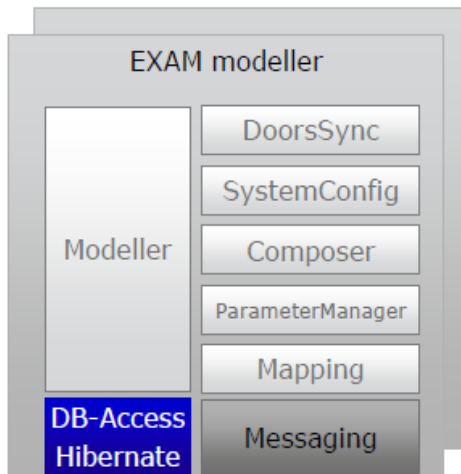 EXAM modeller
Modeller
DoorsSync
SystemConfig
Composer
ParameterManager
Mapping
DB-Access
Hibernate
Messaging